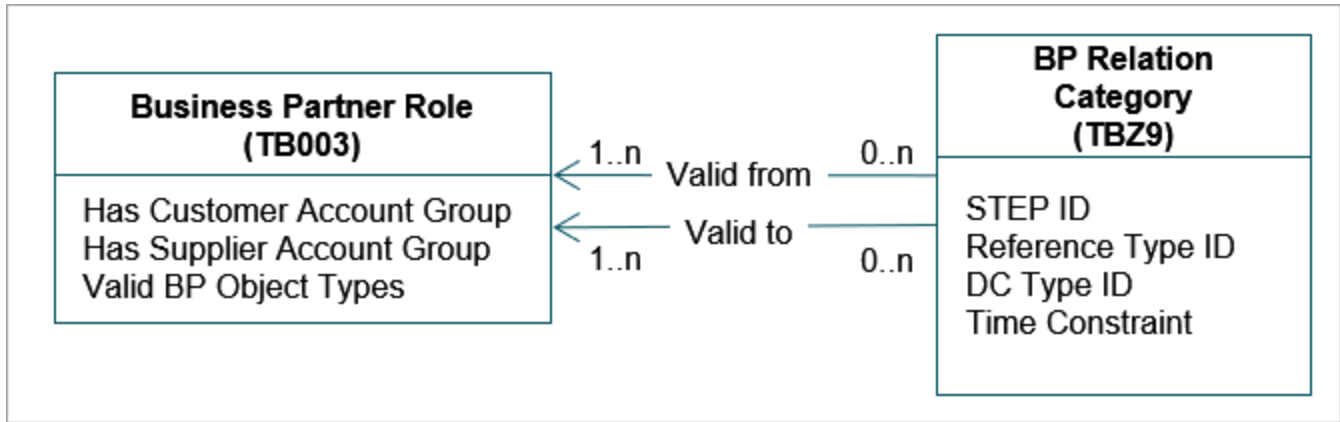 Business Partner Role
(TB003)
Has Customer Account Group
Has Supplier Account Group
Valid BP Object Types
1..n
Valid from
0..n
Valid to
1..n
0..n
BP Relation
Category
(TBZ9)
STEP ID
Reference Type ID
DC Type ID
Time Constraint